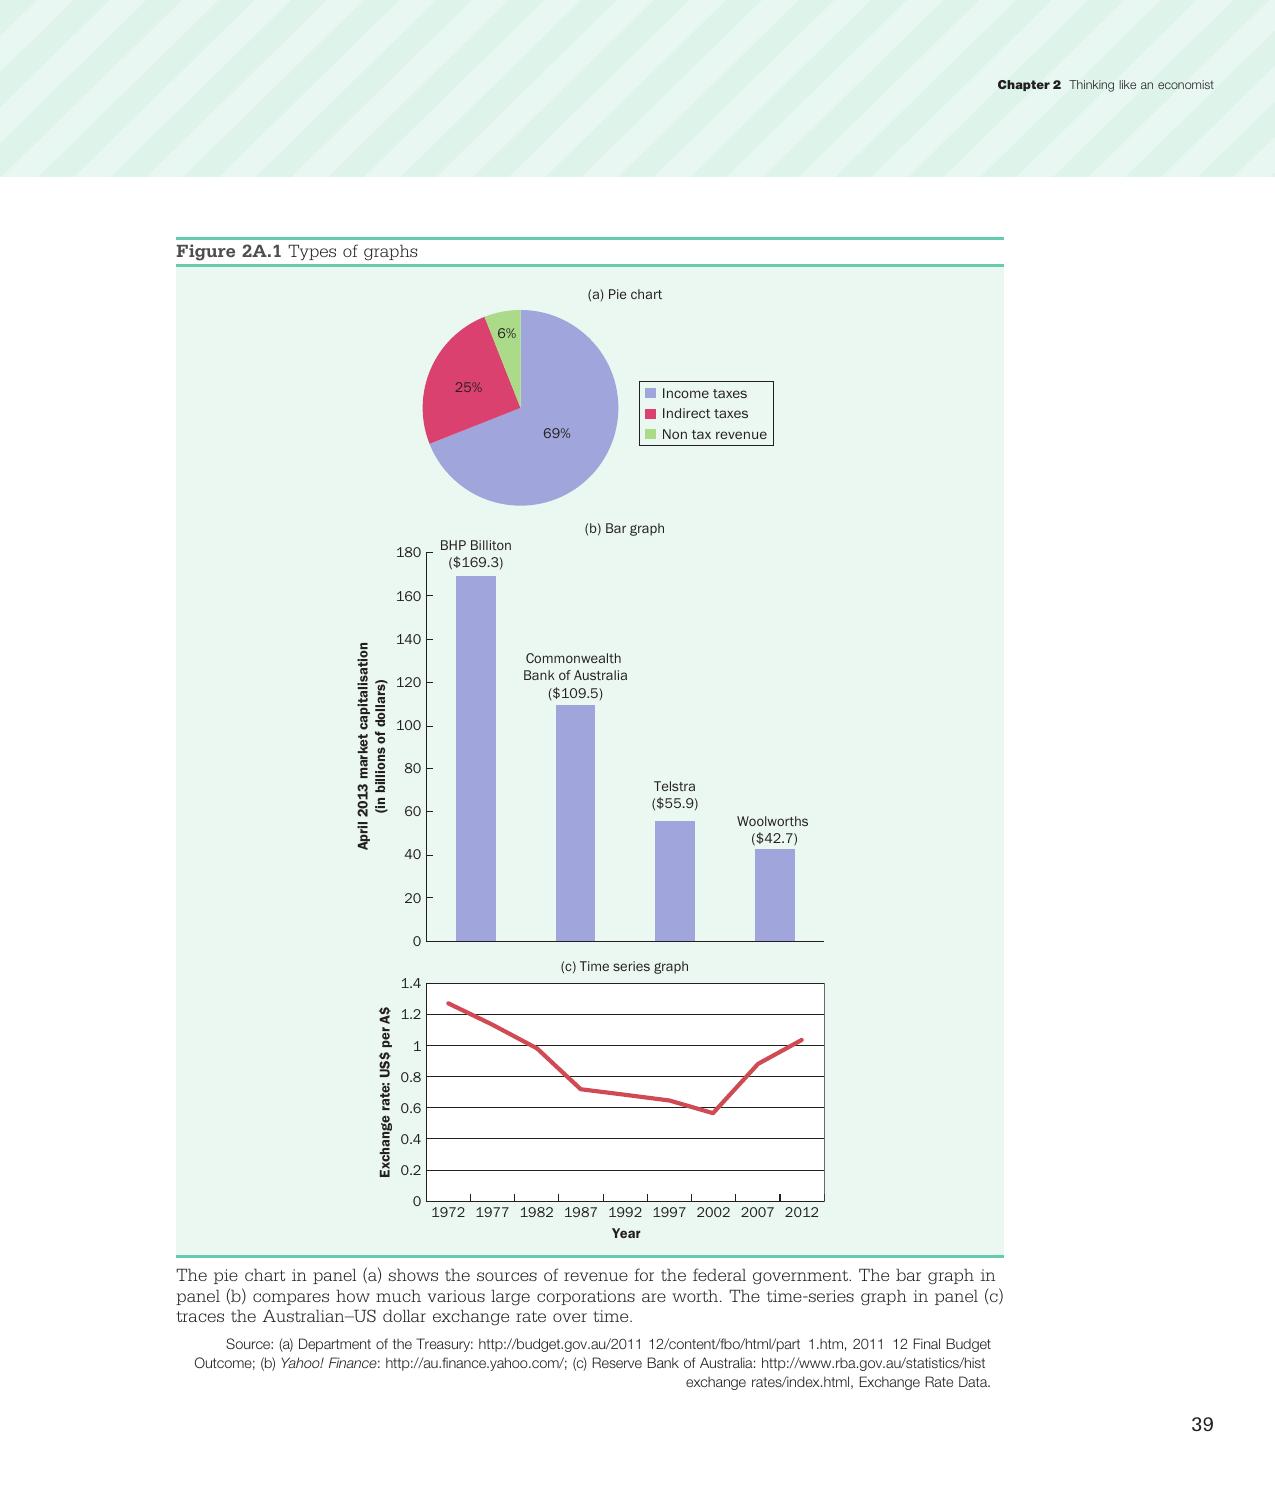 Chapter 2 Thinking like an economist
Figure 2A.1 Types of graphs
(a) Pie chart
6%
25%
69%
Income taxes
Indirect taxes
Non tax revenue
(b) Bar graph
April 2013 market capitalisation
(in billions of dollars)
180
160
140
120
100
80
60
40
20
0
BHP Billiton
($169.3)
Commonwealth
Bank of Australia
($109.5)
Telstra
($55.9)
Woolworths
($42.7)
(c) Time series graph
Exchange rate: US$ per A$
1.4
1.2
1
0.8
0.6
0.4
0.2
0
1972 1977 1982 1987 1992 1997 2002 2007 2012
Year
The pie chart in panel (a) shows the sources of revenue for the federal government. The bar graph in
panel (b) compares how much various large corporations are worth. The time-series graph in panel (c)
traces the Australian–US dollar exchange rate over time.
Source: (a) Department of the Treasury: http://budget.gov.au/2011 12/content/fbo/html/part 1.htm, 2011 12 Final Budget
Outcome; (b) Yahoo! Finance: http://au.finance.yahoo.com/; (c) Reserve Bank of Australia: http://www.rba.gov.au/statistics/hist
exchange rates/index.html, Exchange Rate Data.
39